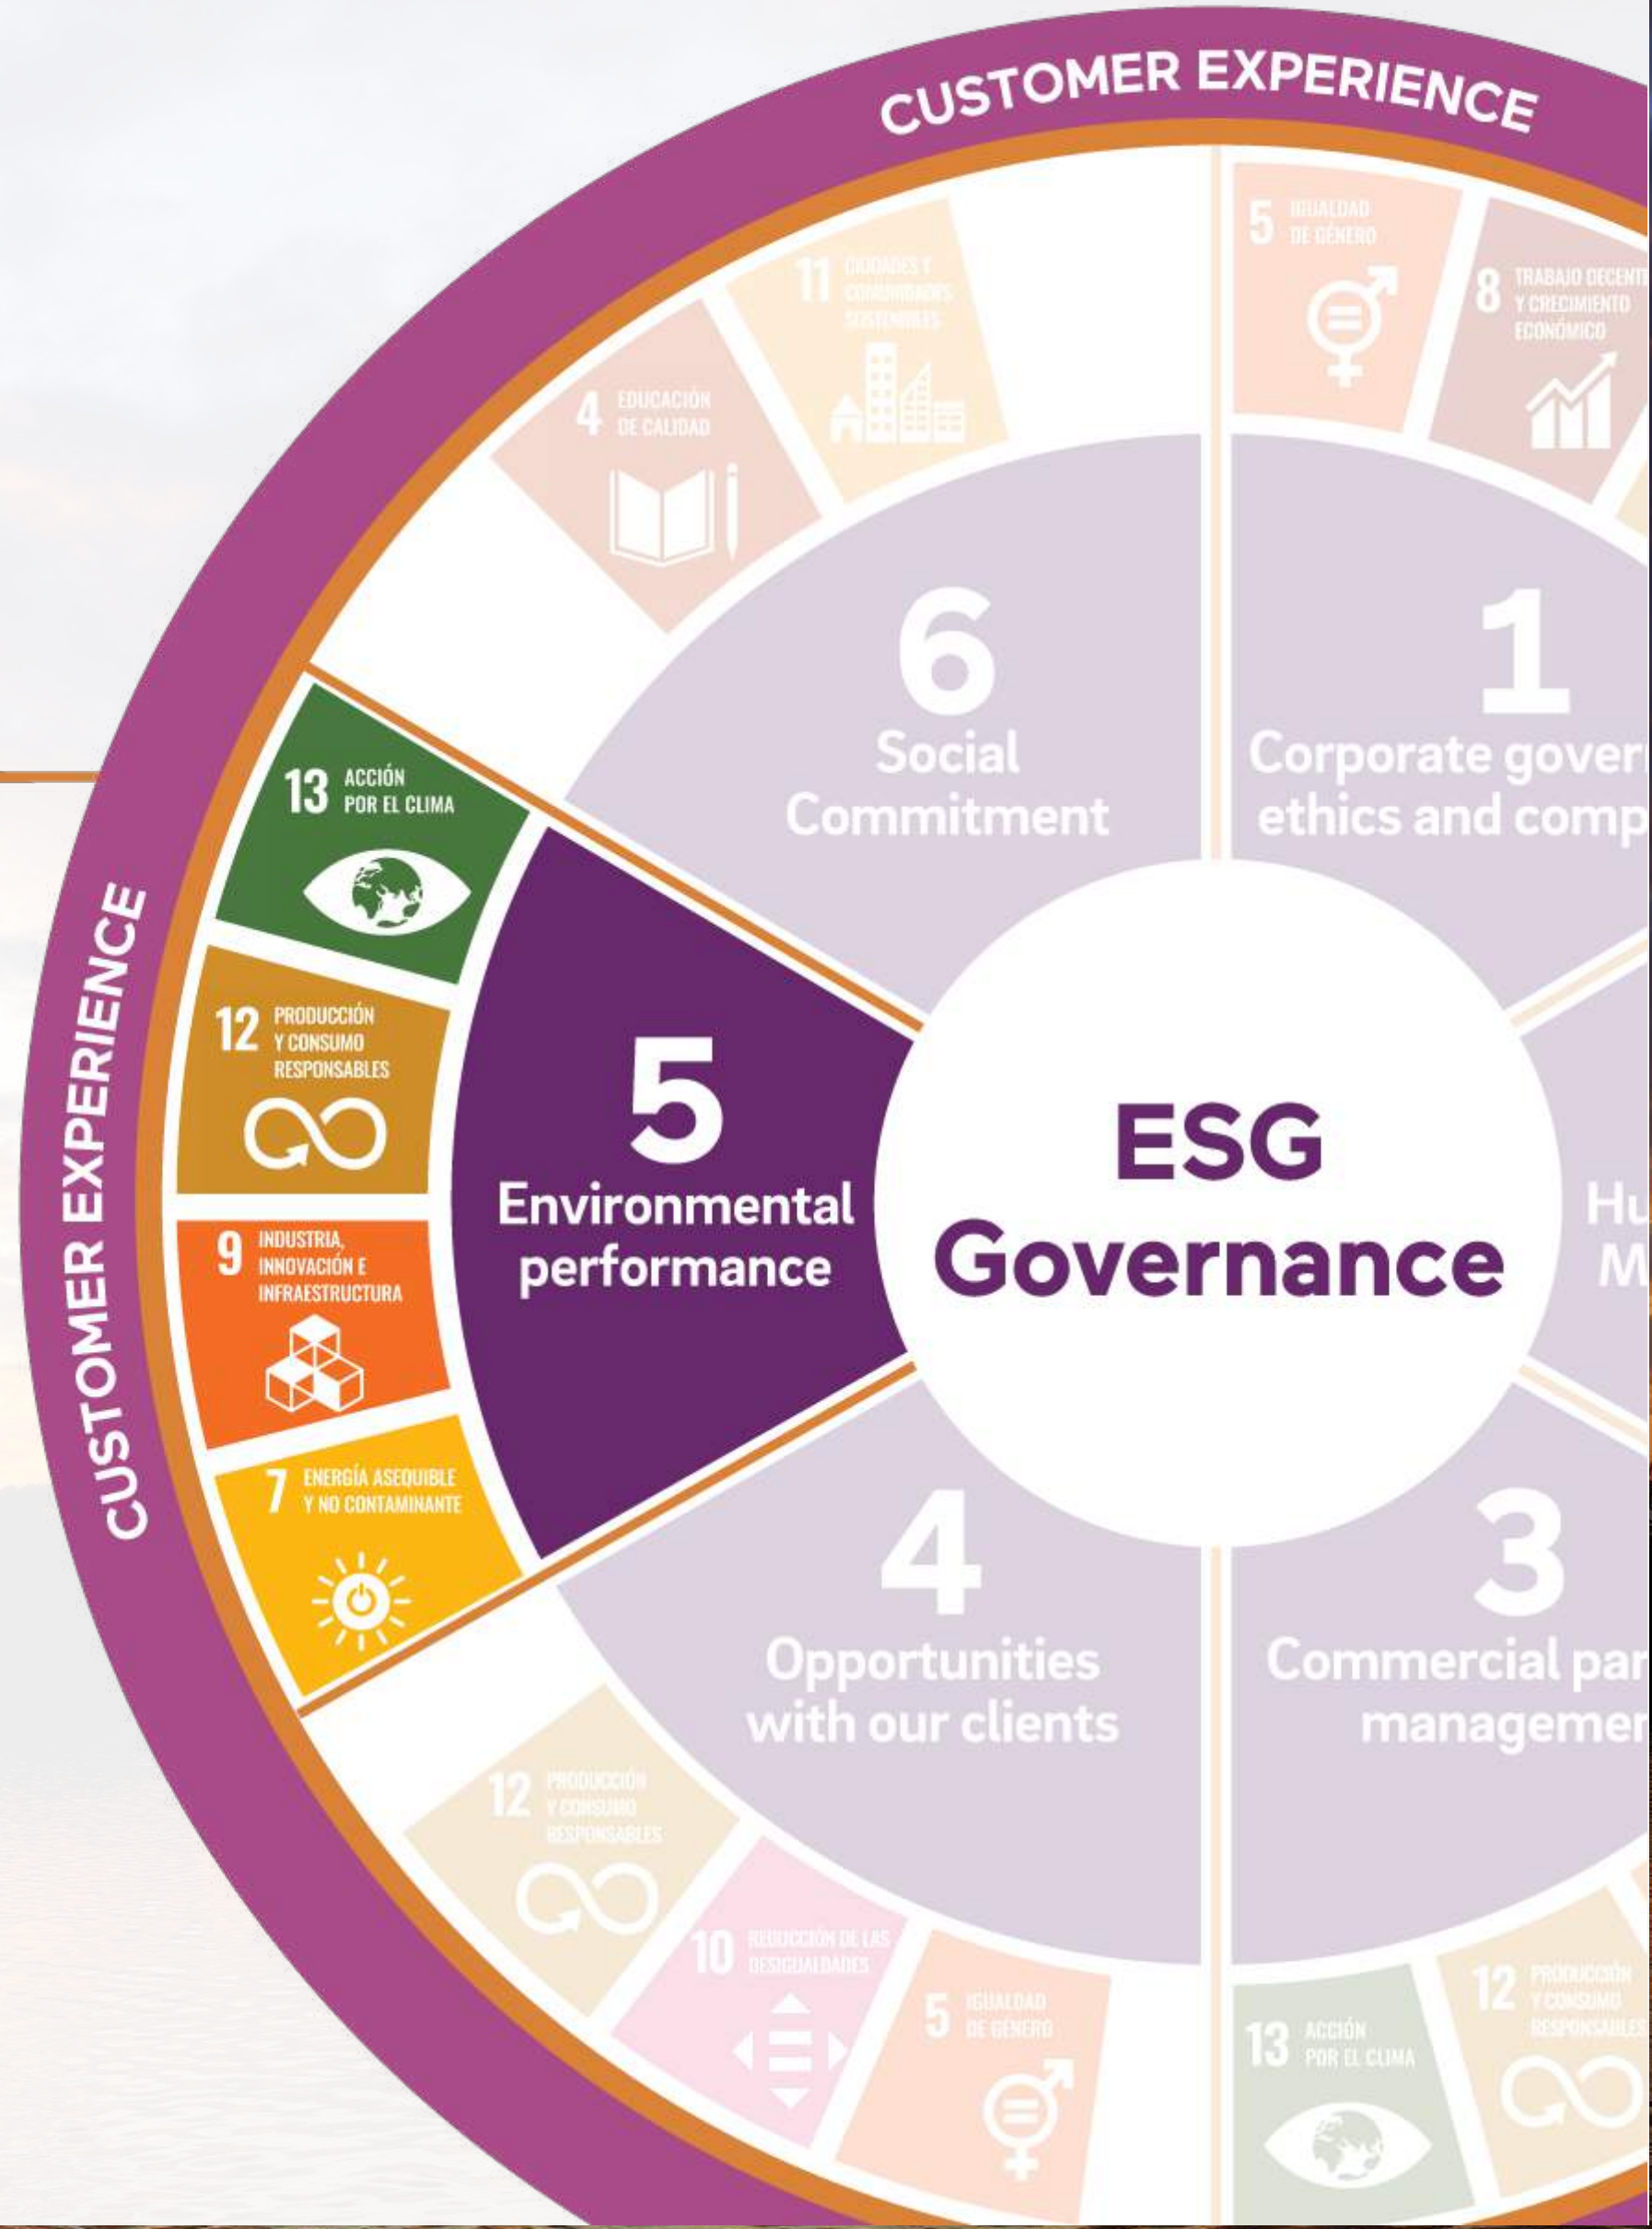 CUSTOMER EXPERIENCE
5 IGUALDAD
DE GÉNERO
8 TRABAJO DECENT
Y CRECIMIENTO
ECONÓMICO
11 CIUDADES Y
COMUNIDADES
SOSTENIBLES
4 EDUCACIÓN
DE CALIDAD
6
Social
Commitment
1
Corporate gover
ethics and comp
13 ACCIÓN
POR EL CLIMA
12 PRODUCCIÓN
Y CONSUMO
RESPONSABLES
9 INDUSTRIA,
INNOVACIÓN E
INFRAESTRUCTURA
7 ENERGÍA ASEQUIBLE
Y NO CONTAMINANTE
CUSTOMER EXPERIENCE
5
Environmental
performance
ESG
Governance
Hu
M
4
Opportunities
with our clients
3
Commercial par
managemen
12 PRODUCCIÓN
Y CONSUMO
RESPONSABLES
10 REDUCCIÓN DE LAS
DESIGUALDADES
5 IGUALDAD
DE GÉNERO
13 ACCIÓN
POR EL CLIMA
12 PRODUCCIÓN
Y CONSUMO
RESPONSABLES